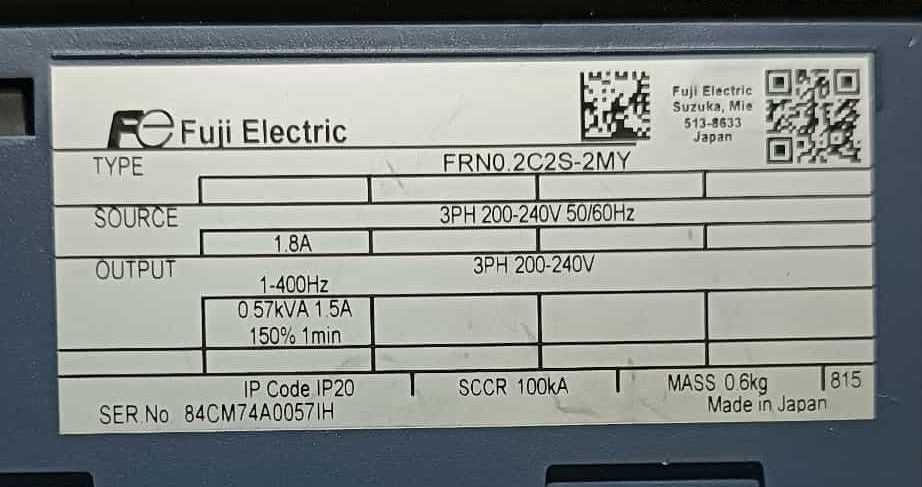 Fuji Electric
Suzuka, Mie
513-8633
Japan
Fe Fuji Electric
TYPE FRN0.2C2S-2MY
SOURCE 3PH 200-240V 50/60Hz
1.8A
OUTPUT 3PH 200-240V
1-400Hz
0.57kVA 1.5A
150% 1min
IP Code IP20 SCCR 100kA MASS 0.6kg 815
SER.No 84CM74A0057IH Made in Japan